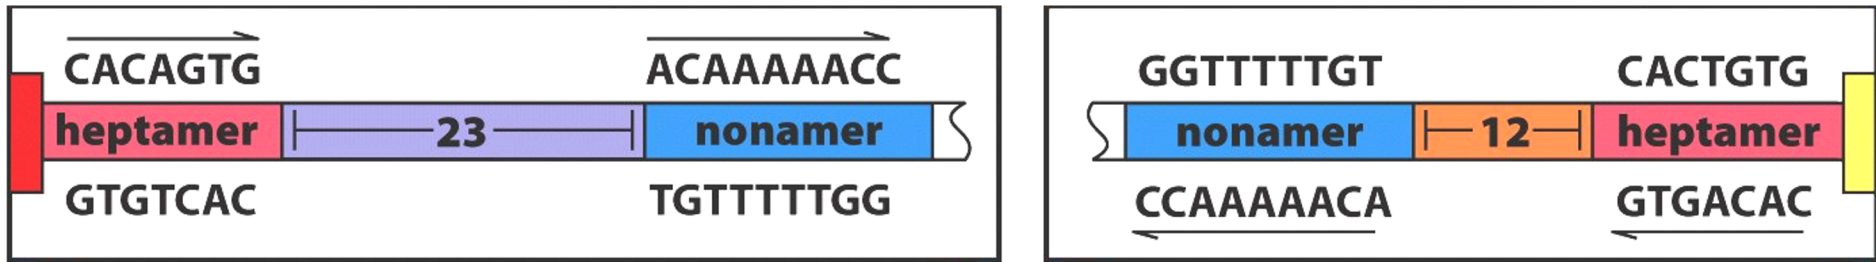 CACAGTG ACAAAAACC
heptamer 23 nonamer
GTGTCAC TGTTTTTGG
GGTTTTTGT CACTGTG
nonamer 12 heptamer
CCAAAAACA GTGACAC